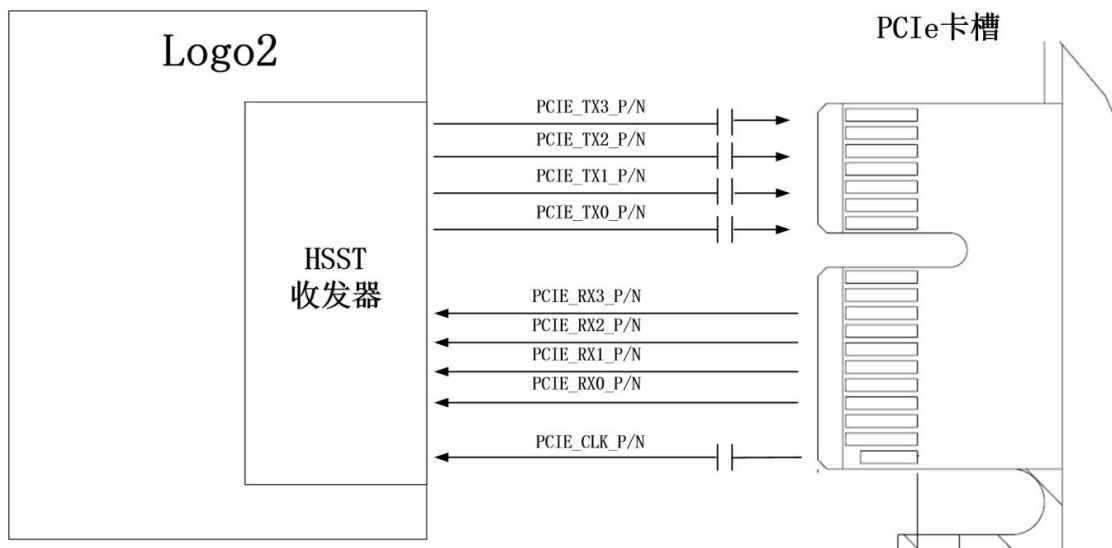 Logo2
PCIe卡槽
PCIE_TX3_P/N
PCIE_TX2_P/N
PCIE_TX1_P/N
PCIE_TX0_P/N
HSST
收发器
PCIE_RX3_P/N
PCIE_RX2_P/N
PCIE_RX1_P/N
PCIE_RX0_P/N
PCIE_CLK_P/N